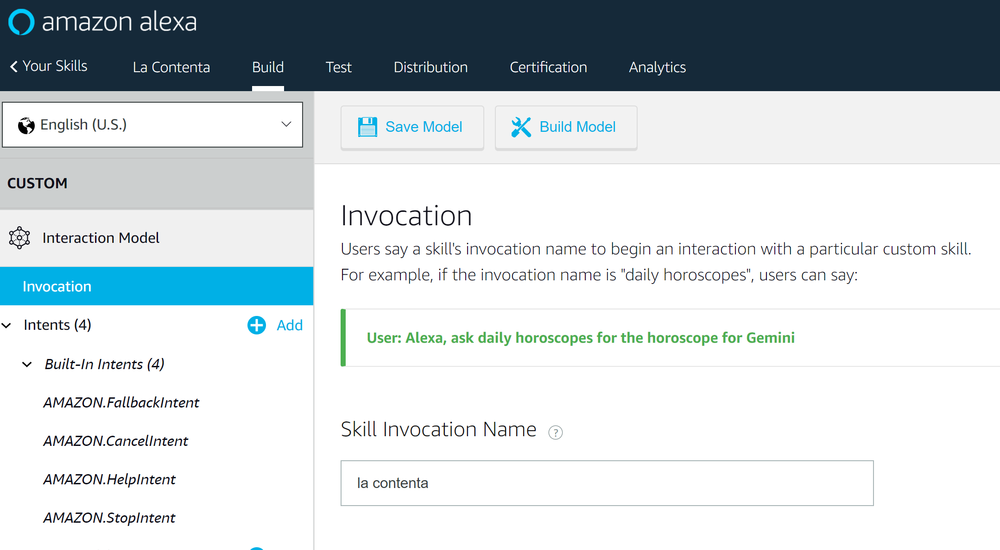 amazon alexa
Your Skills
La Contenta
Build
Test
Distribution
Certification
Analytics
English (U.S.)
Save Model
Build Model
CUSTOM
Interaction Model
Invocation
Intents (4)
Add
Built-In Intents (4)
AMAZON.FallbackIntent
AMAZON.CancelIntent
AMAZON.HelpIntent
AMAZON.StopIntent
Invocation
Users say a skill's invocation name to begin an interaction with a particular custom skill.
For example, if the invocation name is "daily horoscopes", users can say:
User: Alexa, ask daily horoscopes for the horoscope for Gemini
Skill Invocation Name ?
la contenta